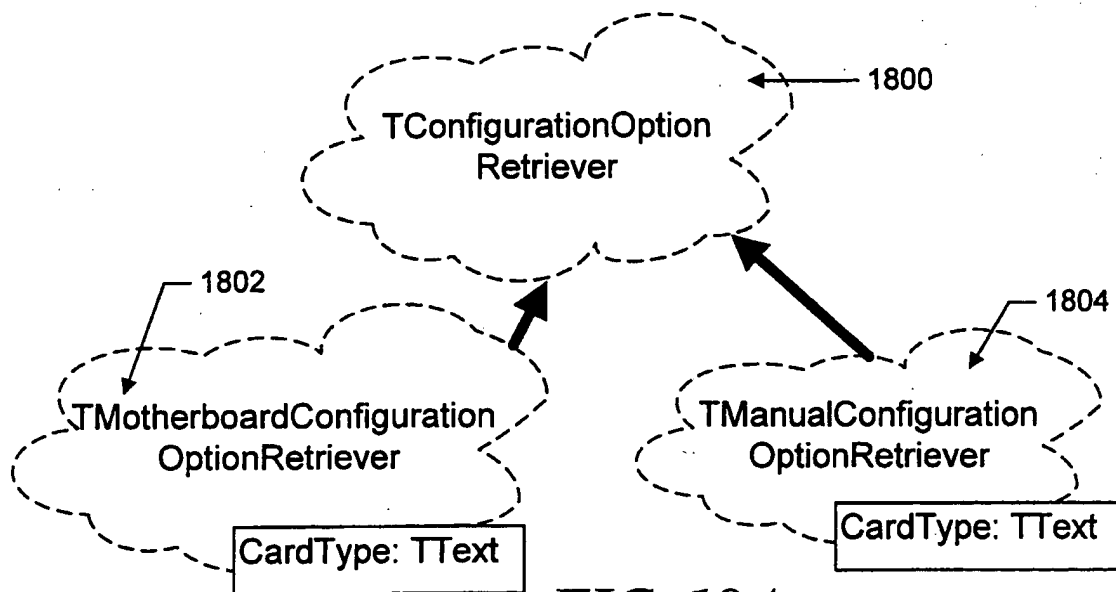 1800
TConfigurationOption
Retriever
1802
1804
TMotherboardConfiguration
OptionRetriever
TManualConfiguration
OptionRetriever
CardType: TText
CardType: TText